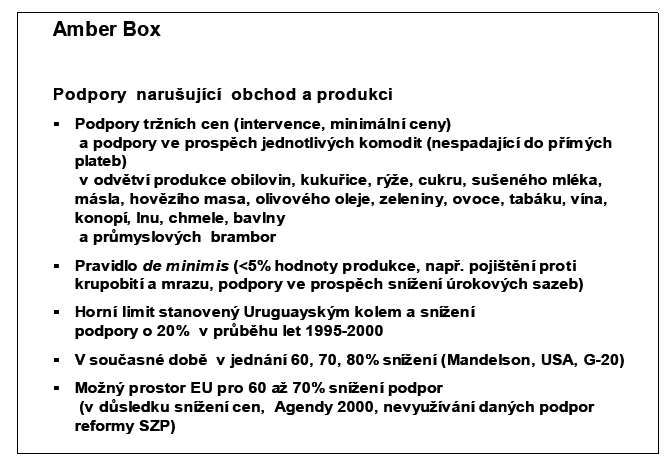 Amber Box
Podpory narušující obchod a produkci
▪ Podpory tržních cen (intervence, minimální ceny)
a podpory ve prospěch jednotlivých komodit (nespadající do přímých
plateb)
v odvětví produkce obilovin, kukuřice, rýže, cukru, sušeného mléka,
másla, hovězího masa, olivového oleje, zeleniny, ovoce, tabáku, vína,
konopí, lnu, chmele, bavlny
a průmyslových brambor
▪ Pravidlo de minimis (<5% hodnoty produkce, např. pojištění proti
krupobití a mrazu, podpory ve prospěch snížení úrokových sazeb)
▪ Horní limit stanovený Uruguayským kolem a snížení
podpory o 20% v průběhu let 1995-2000
▪ V současné době v jednání 60, 70, 80% snížení (Mandelson, USA, G-20)
▪ Možný prostor EU pro 60 až 70% snížení podpor
(v důsledku snížení cen, Agendy 2000, nevyužívání daných podpor
reformy SZP)